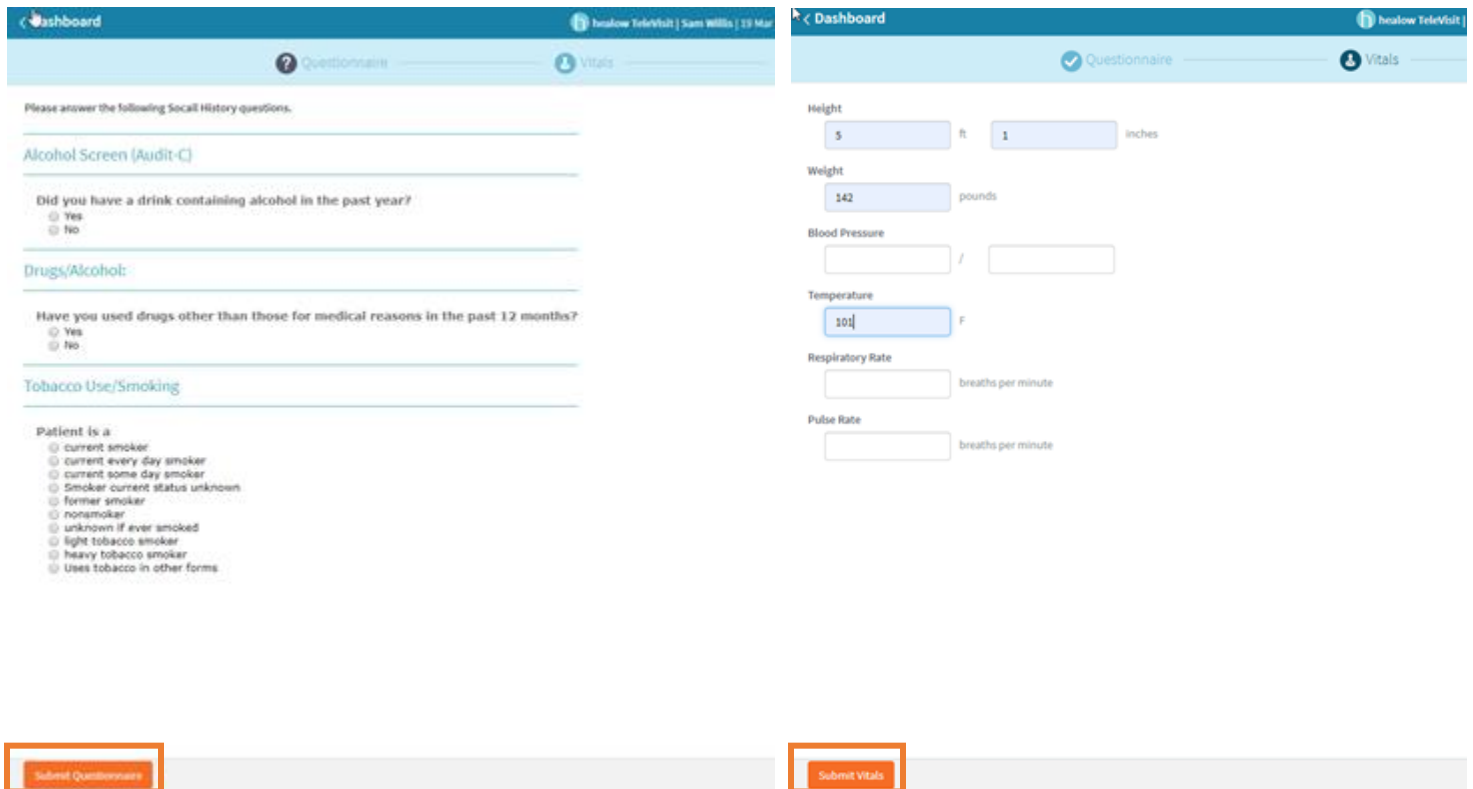 Dashboard
healow TeleVisit | Sam Willis | 19 Mar
Questionnaire
Vitals
Please answer the following Socail History questions.
Alcohol Screen (Audit-C)
Did you have a drink containing alcohol in the past year?
Yes
No
Drugs/Alcohol:
Have you used drugs other than those for medical reasons in the past 12 months?
Yes
No
Tobacco Use/Smoking
Patient is a
current smoker
current every day smoker
current some day smoker
Smoker current status unknown
former smoker
nonsmoker
unknown if ever smoked
light tobacco smoker
heavy tobacco smoker
Uses tobacco in other forms
Submit Questionnaire
Dashboard
healow TeleVisit |
Questionnaire
Vitals
Height
5 ft 1 inches
Weight
142 pounds
Blood Pressure
/
Temperature
101 F
Respiratory Rate
breaths per minute
Pulse Rate
breaths per minute
Submit Vitals